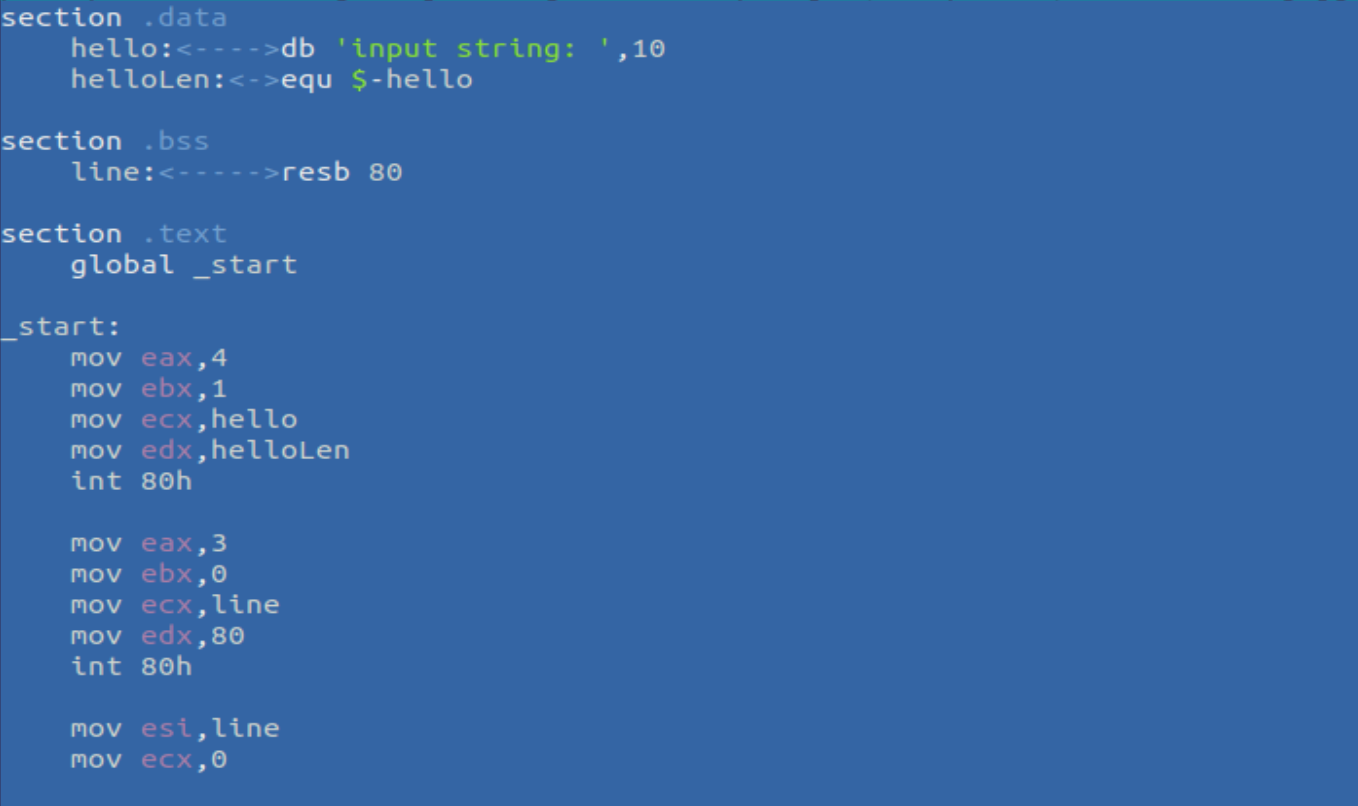 section .data
    hello:<---->db 'input string: ',10
    helloLen:<->equ $-hello
section .bss
    line:<----->resb 80
section .text
    global _start
_start:
    mov eax,4
    mov ebx,1
    mov ecx,hello
    mov edx,helloLen
    int 80h
    mov eax,3
    mov ebx,0
    mov ecx,line
    mov edx,80
    int 80h
    mov esi,line
    mov ecx,0